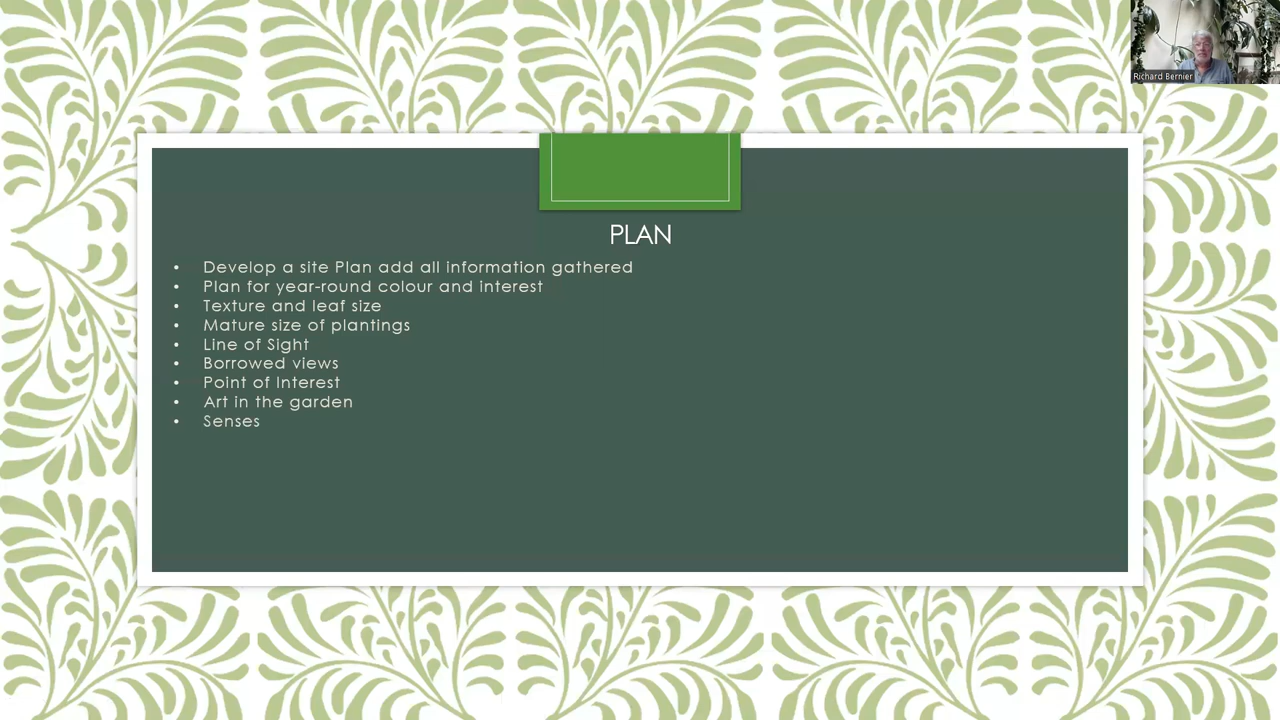 Richard Bernier
PLAN
• Develop a site Plan add all information gathered
• Plan for year-round colour and interest
• Texture and leaf size
• Mature size of plantings
• Line of Sight
• Borrowed views
• Point of Interest
• Art in the garden
• Senses